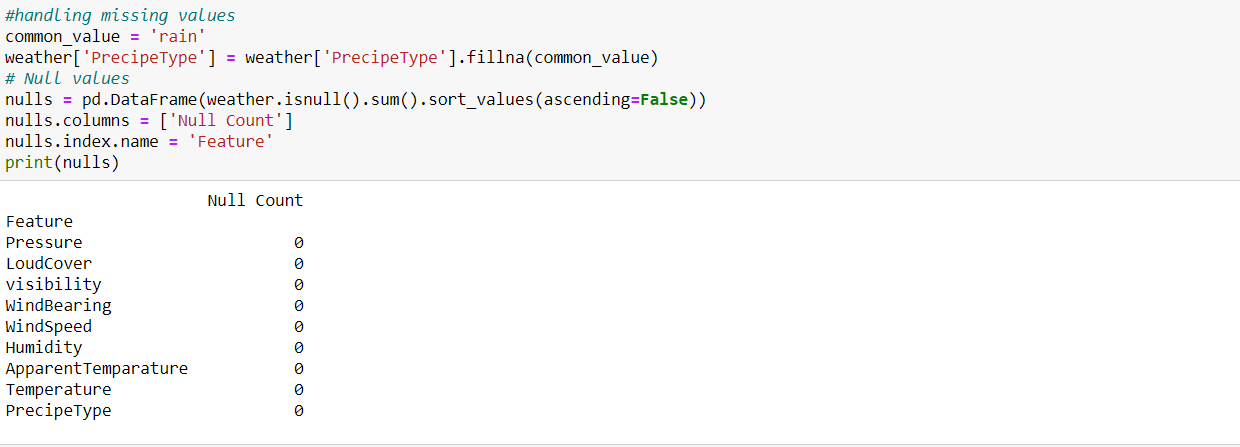 #handling missing values
common_value = 'rain'
weather['PrecipeType'] = weather['PrecipeType'].fillna(common_value)
# Null values
nulls = pd.DataFrame(weather.isnull().sum().sort_values(ascending=False))
nulls.columns = ['Null Count']
nulls.index.name = 'Feature'
print(nulls)
Null Count
Feature
Pressure 0
LoudCover 0
visibility 0
WindBearing 0
WindSpeed 0
Humidity 0
ApparentTemparature 0
Temperature 0
PrecipeType 0